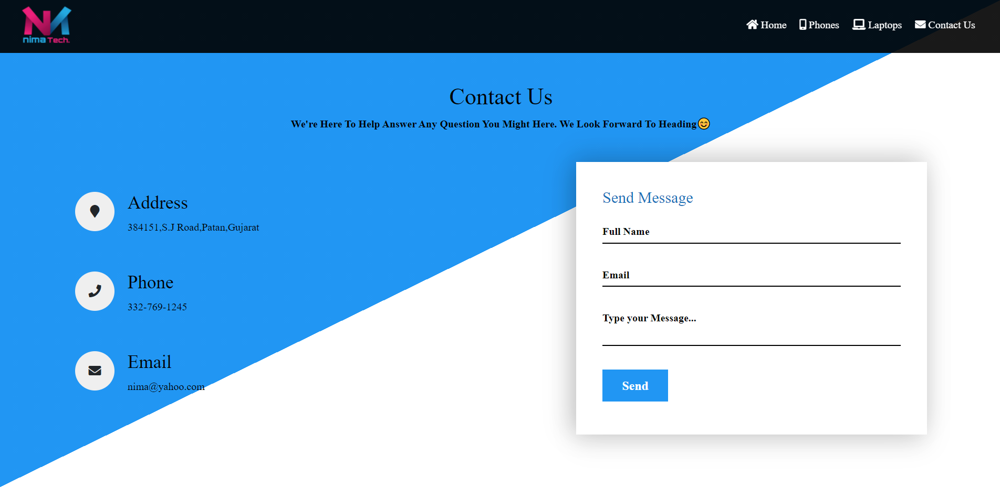 nima Tech.
Home Phones Laptops Contact Us
Contact Us
We're Here To Help Answer Any Question You Might Here. We Look Forward To Heading😊
Address
384151,S.J Road,Patan,Gujarat
Phone
332-769-1245
Email
nima@yahoo.com
Send Message
Full Name
Email
Type your Message...
Send